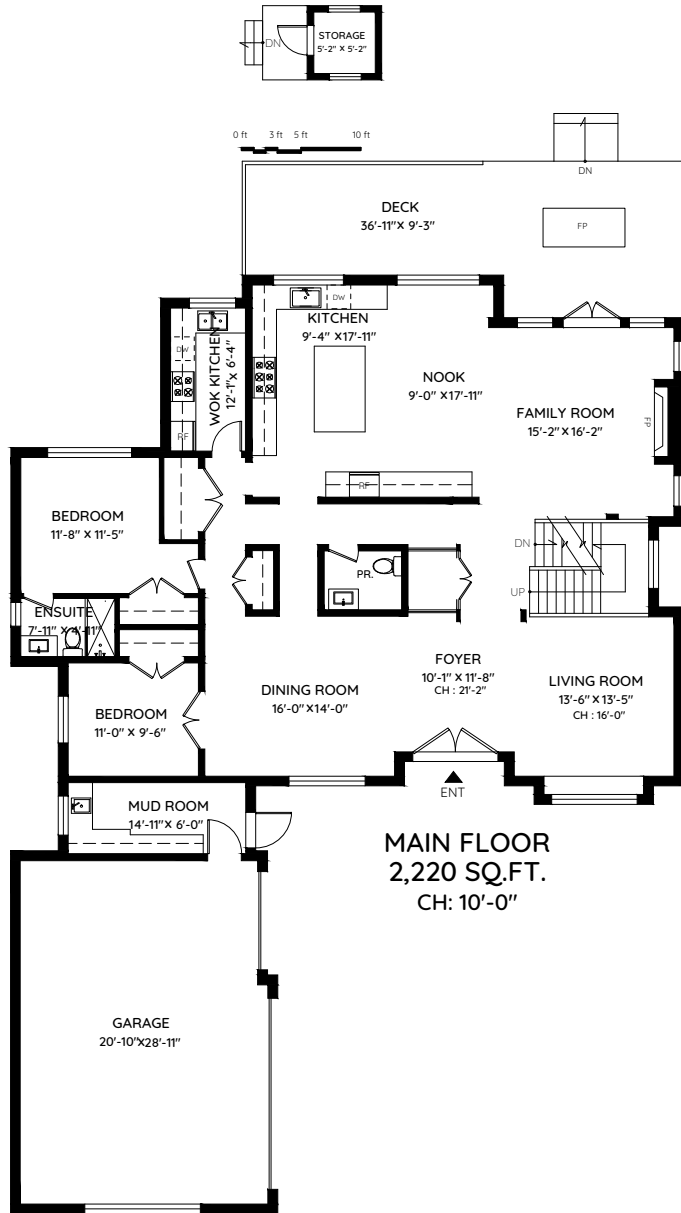 STORAGE
5'-2" X 5'-2"
DN
0 ft 3 ft 5 ft 10 ft
DN
DECK
36'-11" X 9'-3"
FP
DW
KITCHEN
9'-4" X 17'-11"
WOK KITCHEN
12'-1" X 6'-4"
DW
RF
NOOK
9'-0" X 17'-11"
FAMILY ROOM
15'-2" X 16'-2"
FP
RF
BEDROOM
11'-8" X 11'-5"
DN
PR.
UP
ENSUITE
7'-11" X 4'-11"
FOYER
10'-1" X 11'-8"
CH : 21'-2"
DINING ROOM
16'-0" X 14'-0"
LIVING ROOM
13'-6" X 13'-5"
CH : 16'-0"
BEDROOM
11'-0" X 9'-6"
ENT
MUD ROOM
14'-11" X 6'-0"
MAIN FLOOR
2,220 SQ.FT.
CH: 10'-0"
GARAGE
20'-10" X 28'-11"